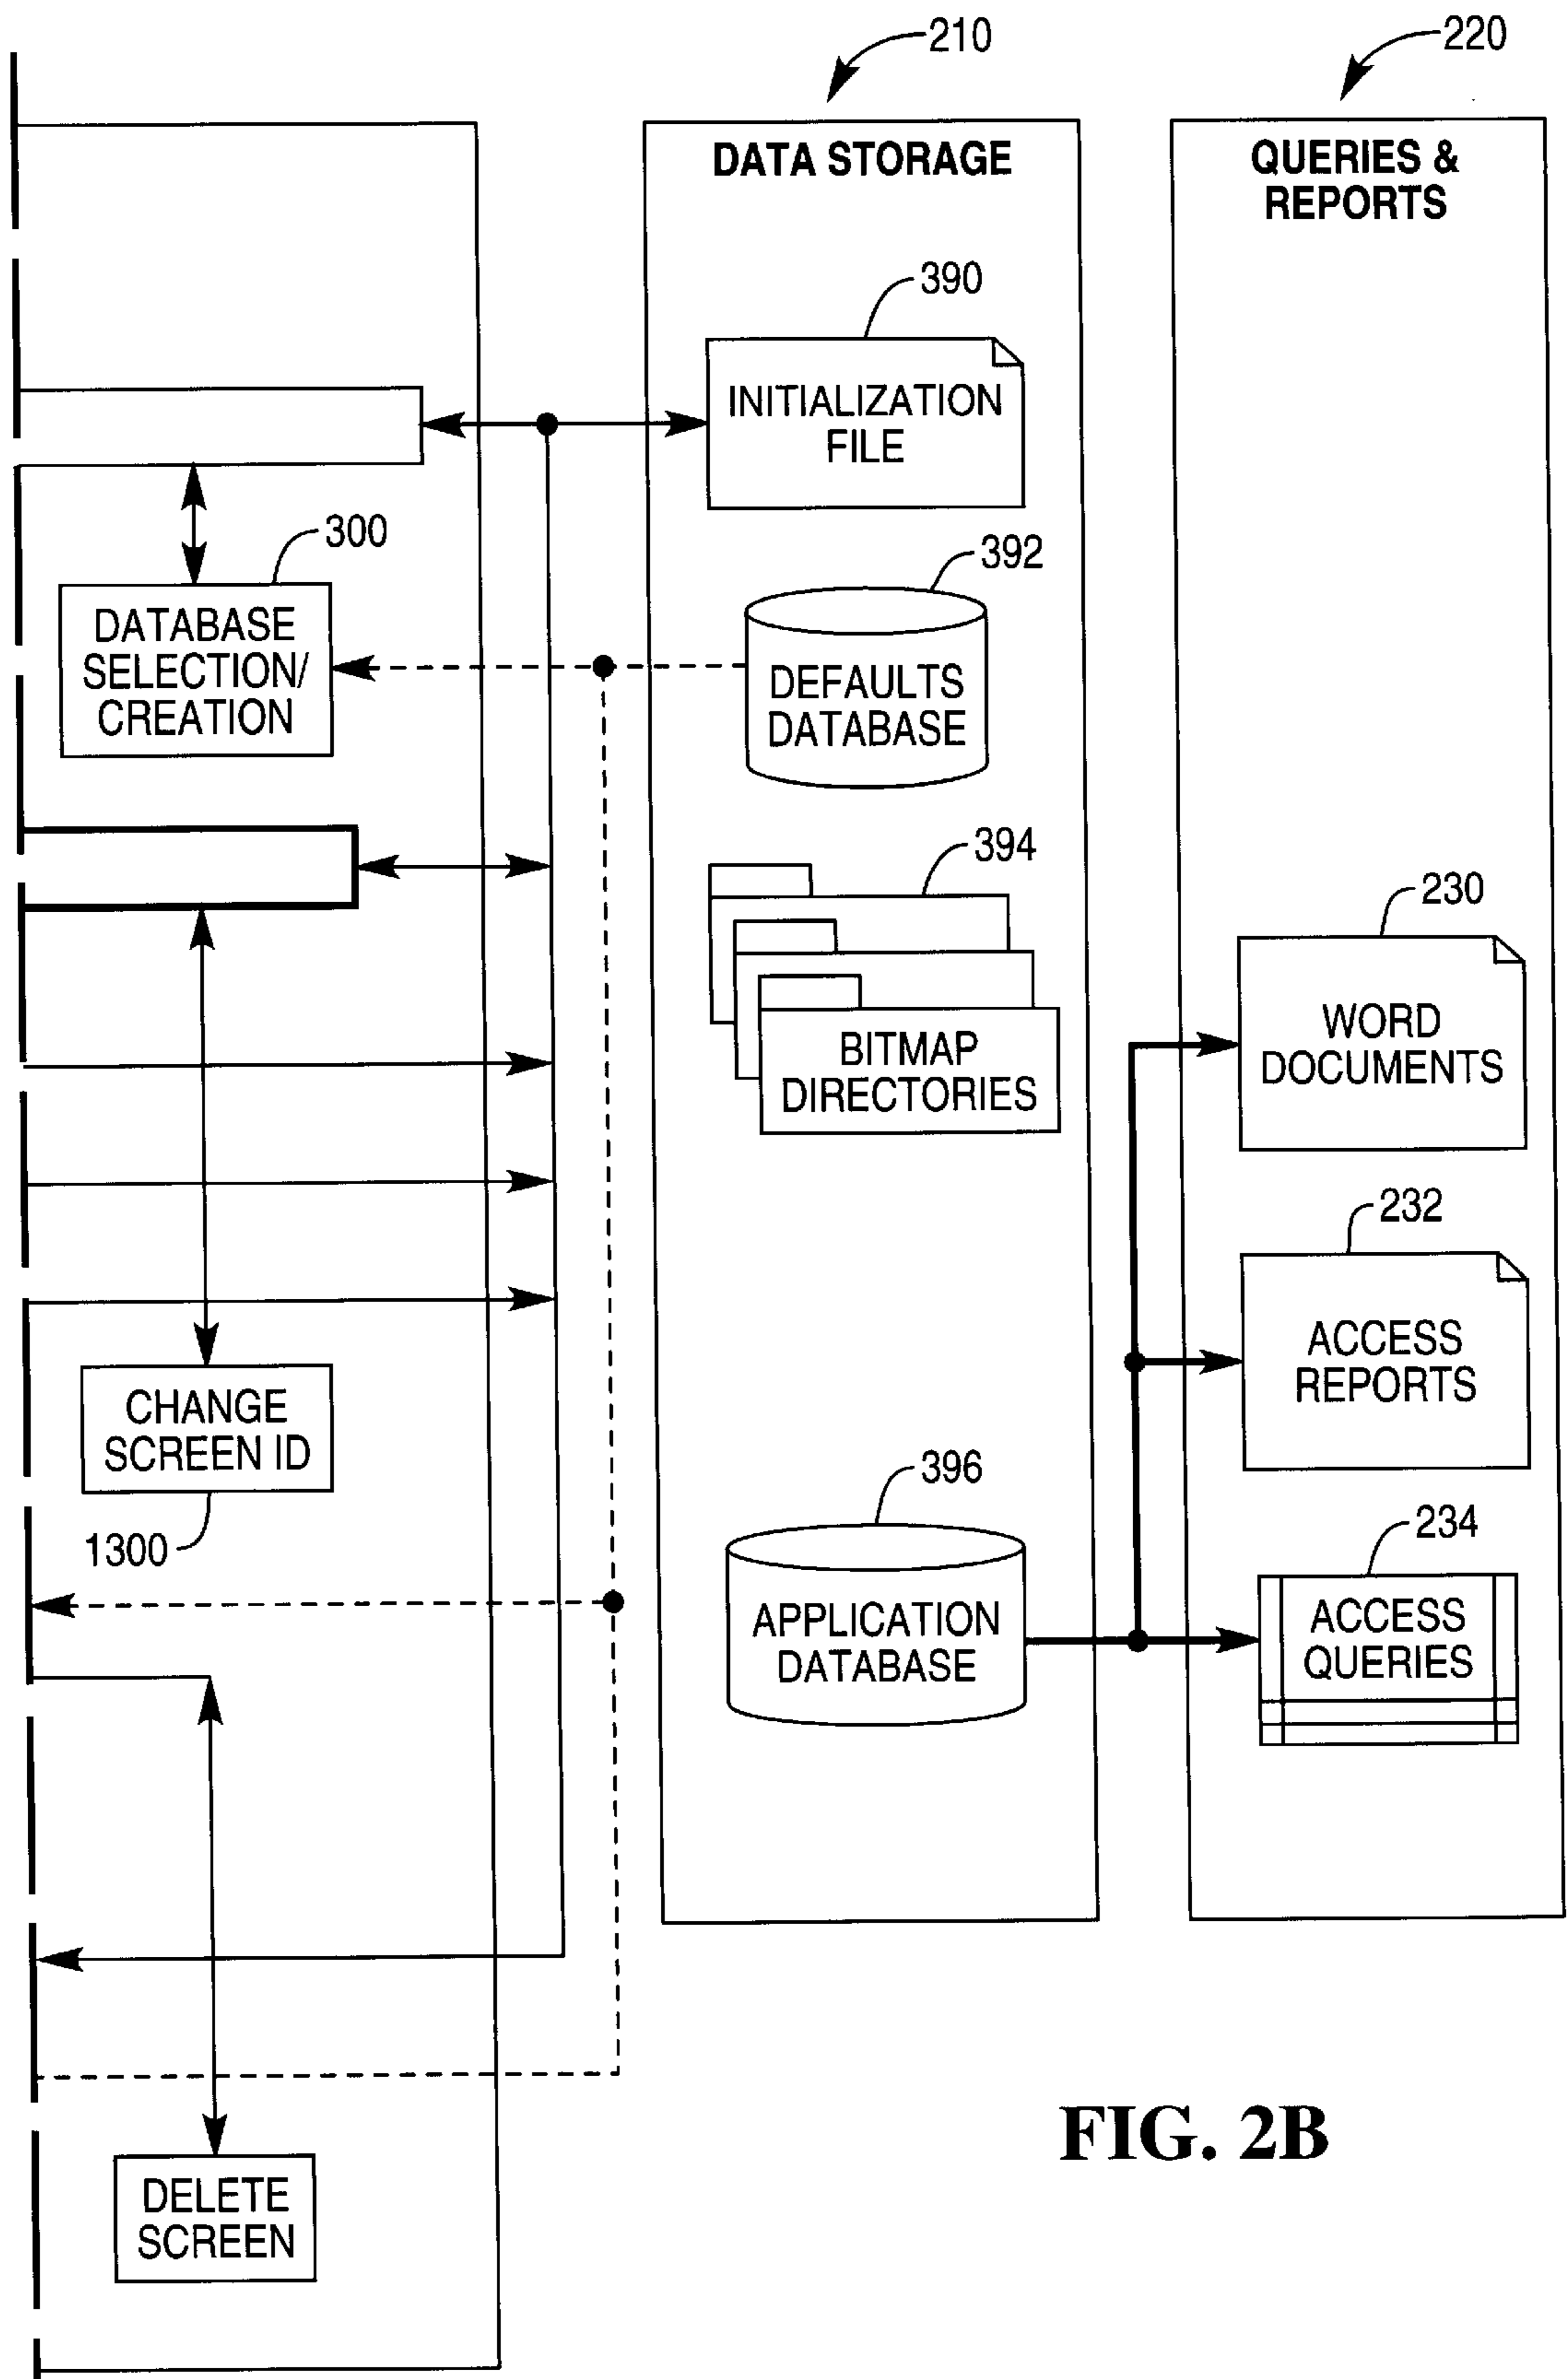 210
220
DATA STORAGE
QUERIES &
REPORTS
390
INITIALIZATION
FILE
300
DATABASE
SELECTION/
CREATION
392
DEFAULTS
DATABASE
394
BITMAP
DIRECTORIES
230
WORD
DOCUMENTS
232
ACCESS
REPORTS
CHANGE
SCREEN ID
1300
396
APPLICATION
DATABASE
234
ACCESS
QUERIES
DELETE
SCREEN
FIG. 2B